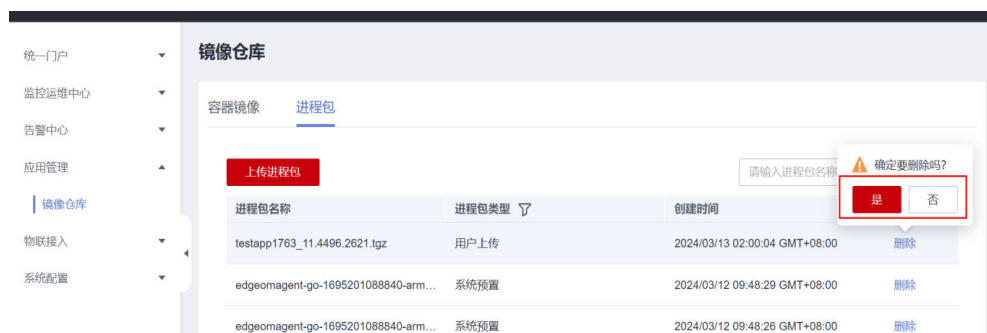 统一门户
监控运维中心
告警中心
应用管理
镜像仓库
物联接入
系统配置
镜像仓库
容器镜像 进程包
上传进程包
请输入进程包名称
确定要删除吗?
是 否
进程包名称 进程包类型 创建时间
testapp1763_11.4496.2621.tgz 用户上传 2024/03/13 02:00:04 GMT+08:00 删除
edgeomagent-go-1695201088840-arm... 系统预置 2024/03/12 09:48:29 GMT+08:00 删除
edgeomagent-go-1695201088840-arm... 系统预置 2024/03/12 09:48:26 GMT+08:00 删除